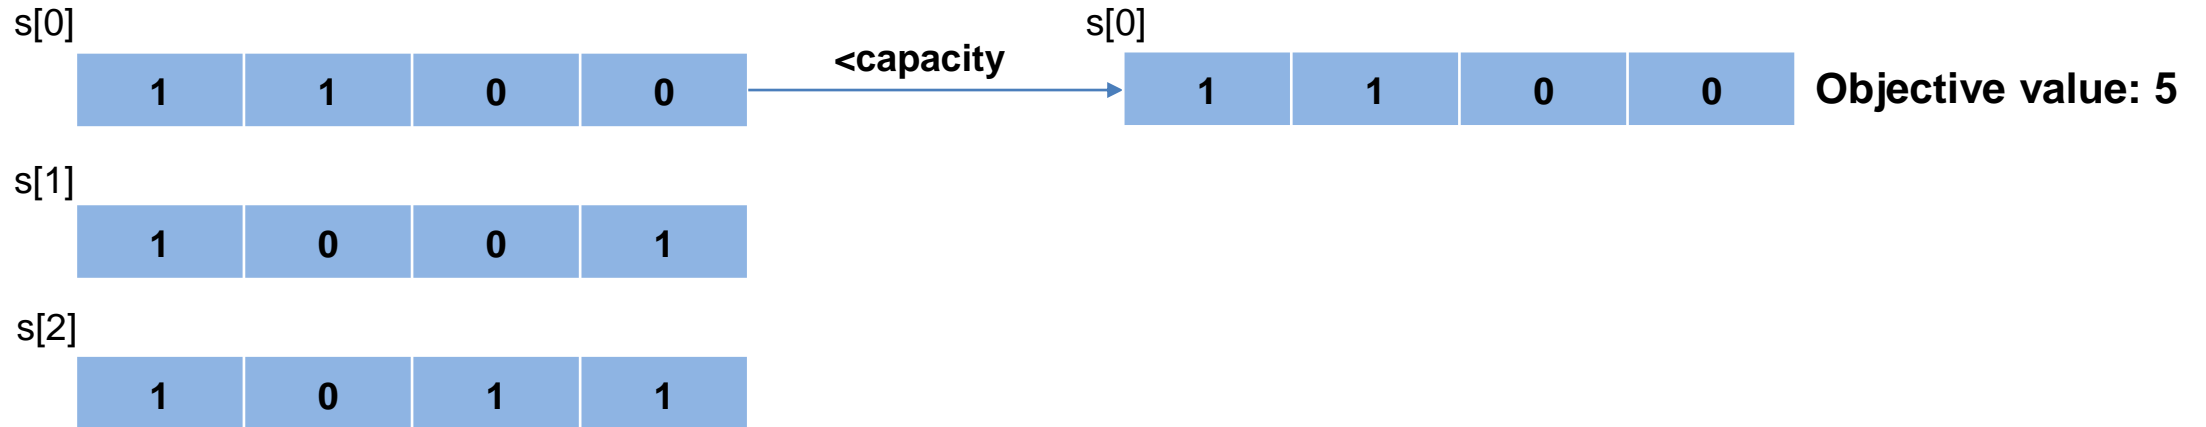 s[0] s[0]
<capacity
1 1 0 0 1 1 0 0 Objective value: 5
s[1]
1 0 0 1
s[2]
1 0 1 1